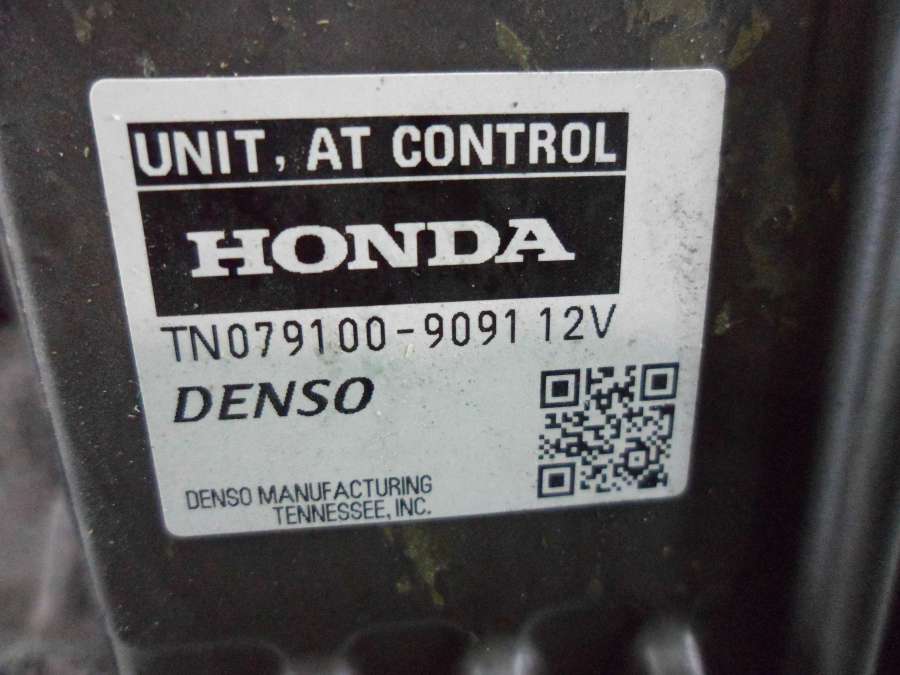 UNIT, AT CONTROL
HONDA
TN079100-9091 12V
DENSO
DENSO MANUFACTURING
TENNESSEE, INC.